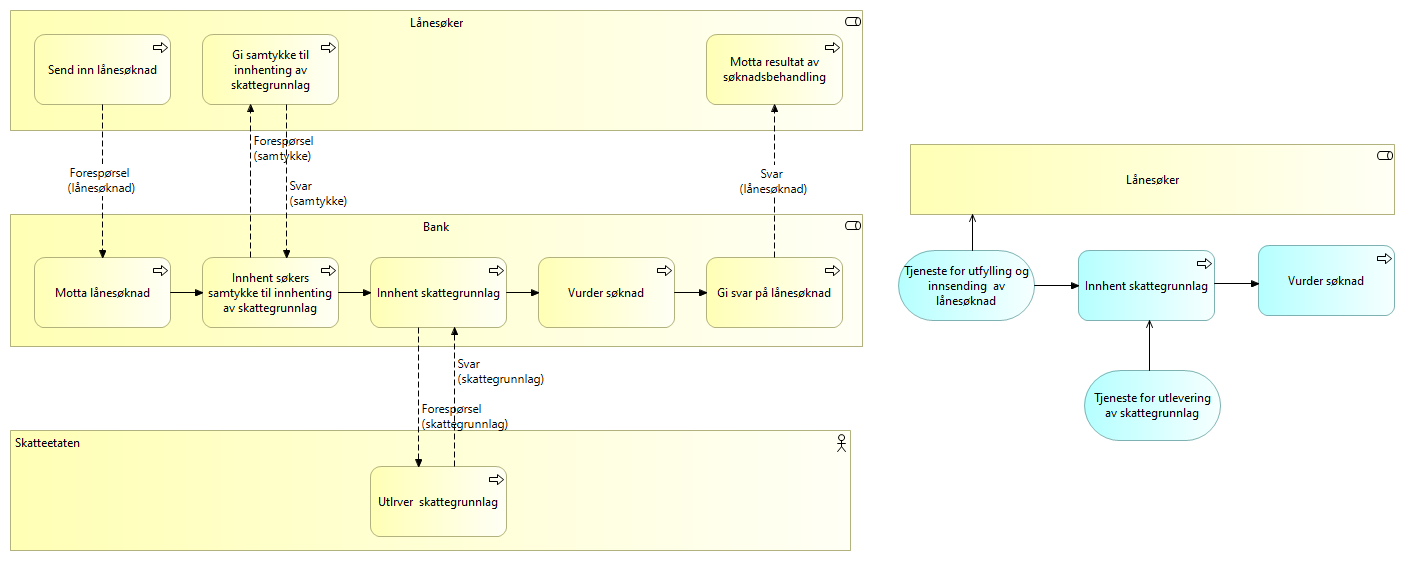 Lånesøker
Send inn lånesøknad
Gi samtykke til
innhenting av
skattegrunnlag
Motta resultat av
søknadsbehandling
Forespørsel
(lånesøknad)
Forespørsel
(samtykke)
Svar
(samtykke)
Svar
(lånesøknad)
Bank
Motta lånesøknad
Innhent søkers
samtykke til innhenting
av skattegrunnlag
Innhent skattegrunnlag
Vurder søknad
Gi svar på lånesøknad
Svar
(skattegrunnlag)
Forespørsel
(skattegrunnlag)
Skatteetaten
Utlrver  skattegrunnlag
Lånesøker
Tjeneste for utfylling og
innsending  av
lånesøknad
Innhent skattegrunnlag
Vurder søknad
Tjeneste for utlevering
av skattegrunnlag